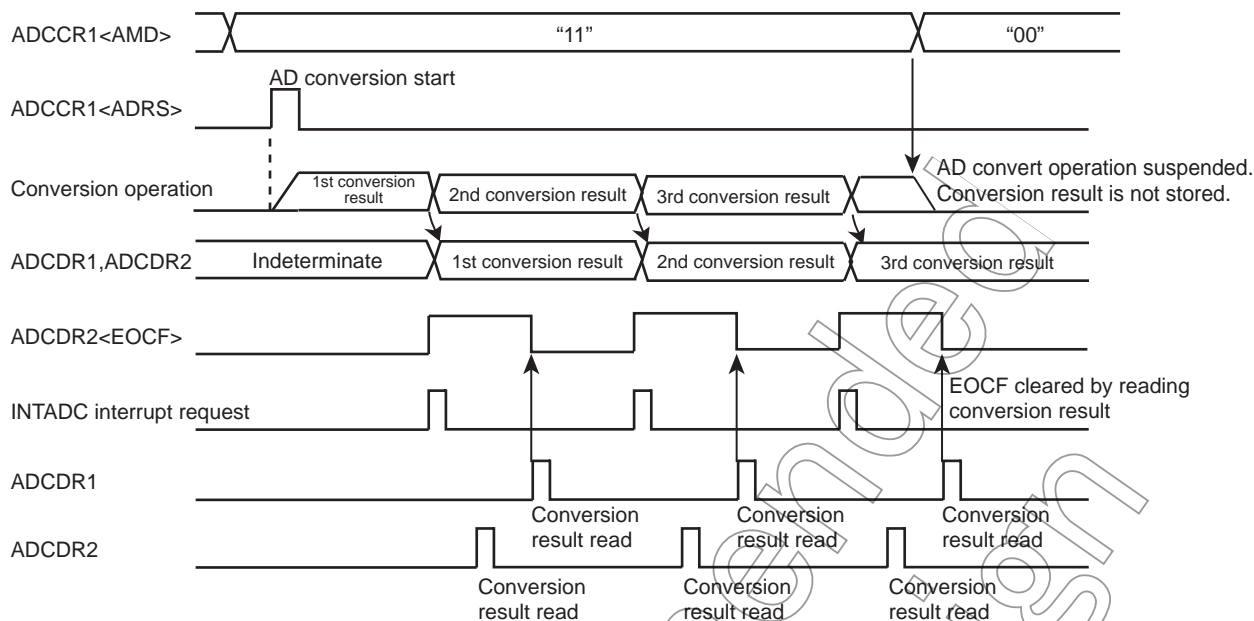 ADCCR1<AMD>
“11”
“00”
AD conversion start
ADCCR1<ADRS>
AD convert operation suspended.
Conversion result is not stored.
Conversion operation
1st conversion
result
2nd conversion result
3rd conversion result
ADCDR1,ADCDR2
Indeterminate
1st conversion result
2nd conversion result
3rd conversion result
ADCDR2<EOCF>
EOCF cleared by reading
conversion result
INTADC interrupt request
ADCDR1
Conversion
result read
Conversion
result read
Conversion
result read
ADCDR2
Conversion
result read
Conversion
result read
Conversion
result read